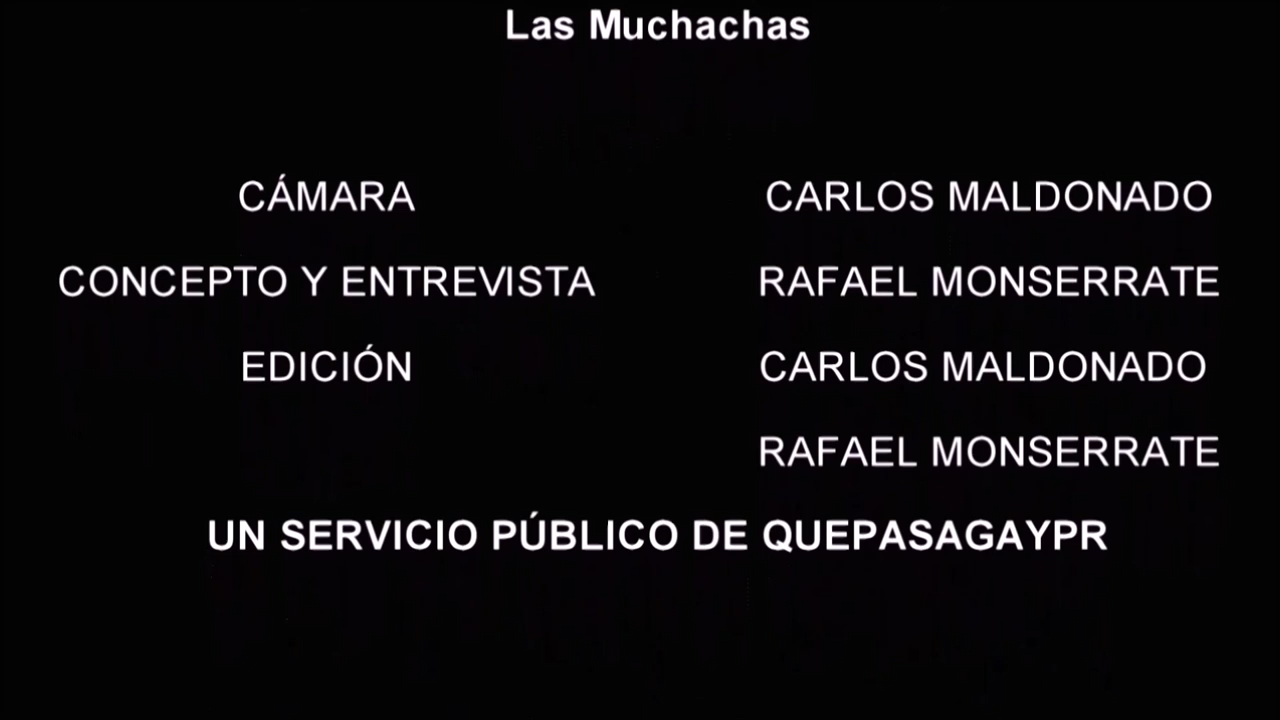 Las Muchachas
CÁMARA CARLOS MALDONADO
CONCEPTO Y ENTREVISTA RAFAEL MONSERRATE
EDICIÓN CARLOS MALDONADO
RAFAEL MONSERRATE
UN SERVICIO PÚBLICO DE QUEPASAGAYPR